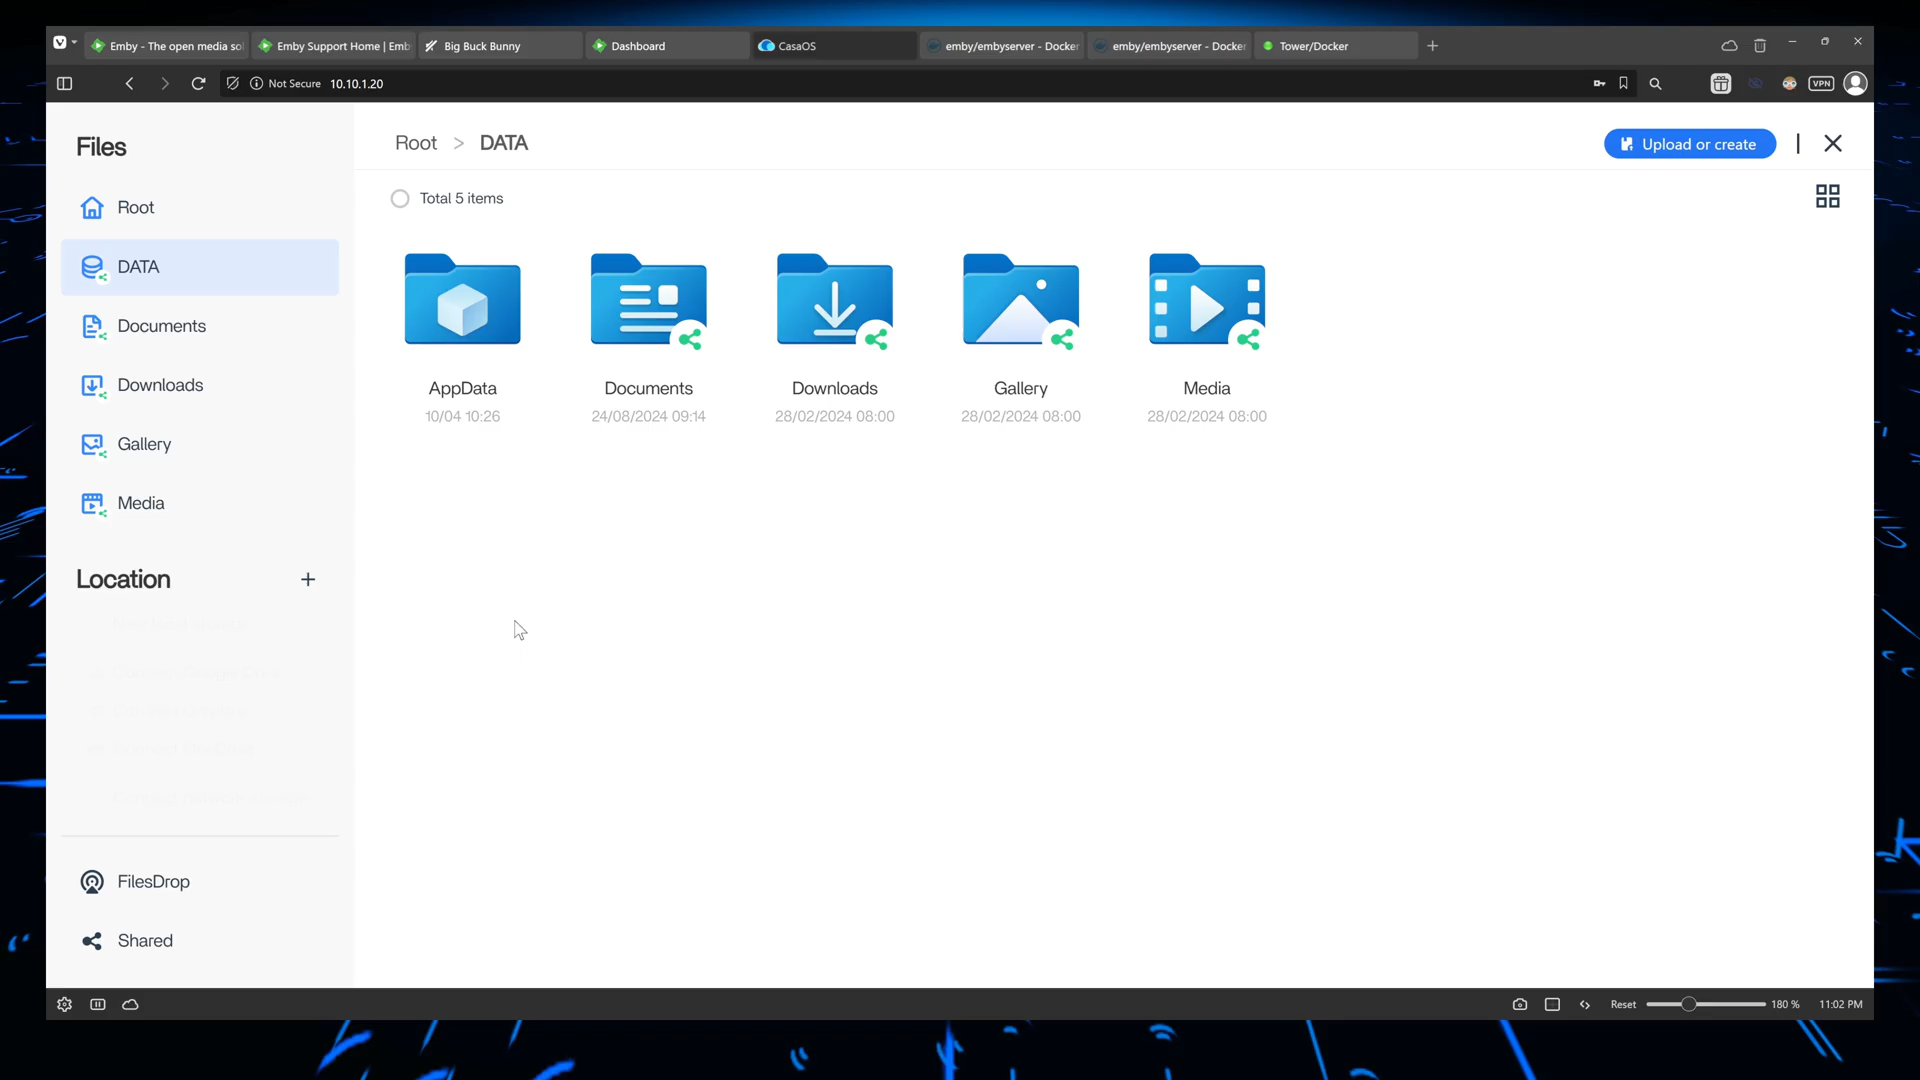 Emby - The open media so
Emby Support Home | Emb
Big Buck Bunny
Dashboard
CasaOS
emby/embyserver - Docker
emby/embyserver - Docker
Tower/Docker
Not Secure
10.10.1.20
VPN
Files
Root
DATA
Documents
Downloads
Gallery
Media
Location
FilesDrop
Shared
Root > DATA
Upload or create
Total 5 items
AppData
10/04 10:26
Documents
24/08/2024 09:14
Downloads
28/02/2024 08:00
Gallery
28/02/2024 08:00
Media
28/02/2024 08:00
Reset
180 %
11:02 PM